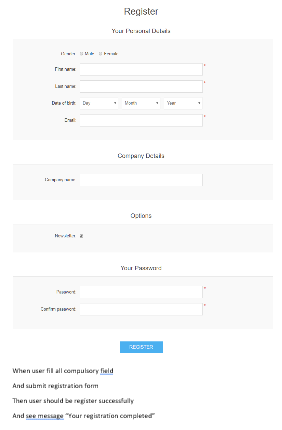 Register
Your Personal Details
Gender: Male Female
First name: *
Last name: *
Date of birth: Day Month Year
Email: *
Company Details
Company name:
Options
Newsletter:
Your Password
Password: *
Confirm password: *
REGISTER
When user fill all compulsory field
And submit registration form
Then user should be register successfully
And see message "Your registration completed"